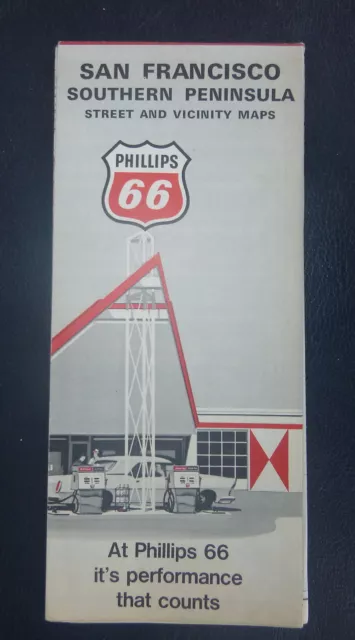 SAN FRANCISCO
SOUTHERN PENINSULA
STREET AND VICINITY MAPS
PHILLIPS
66
At Phillips 66
it's performance
that counts